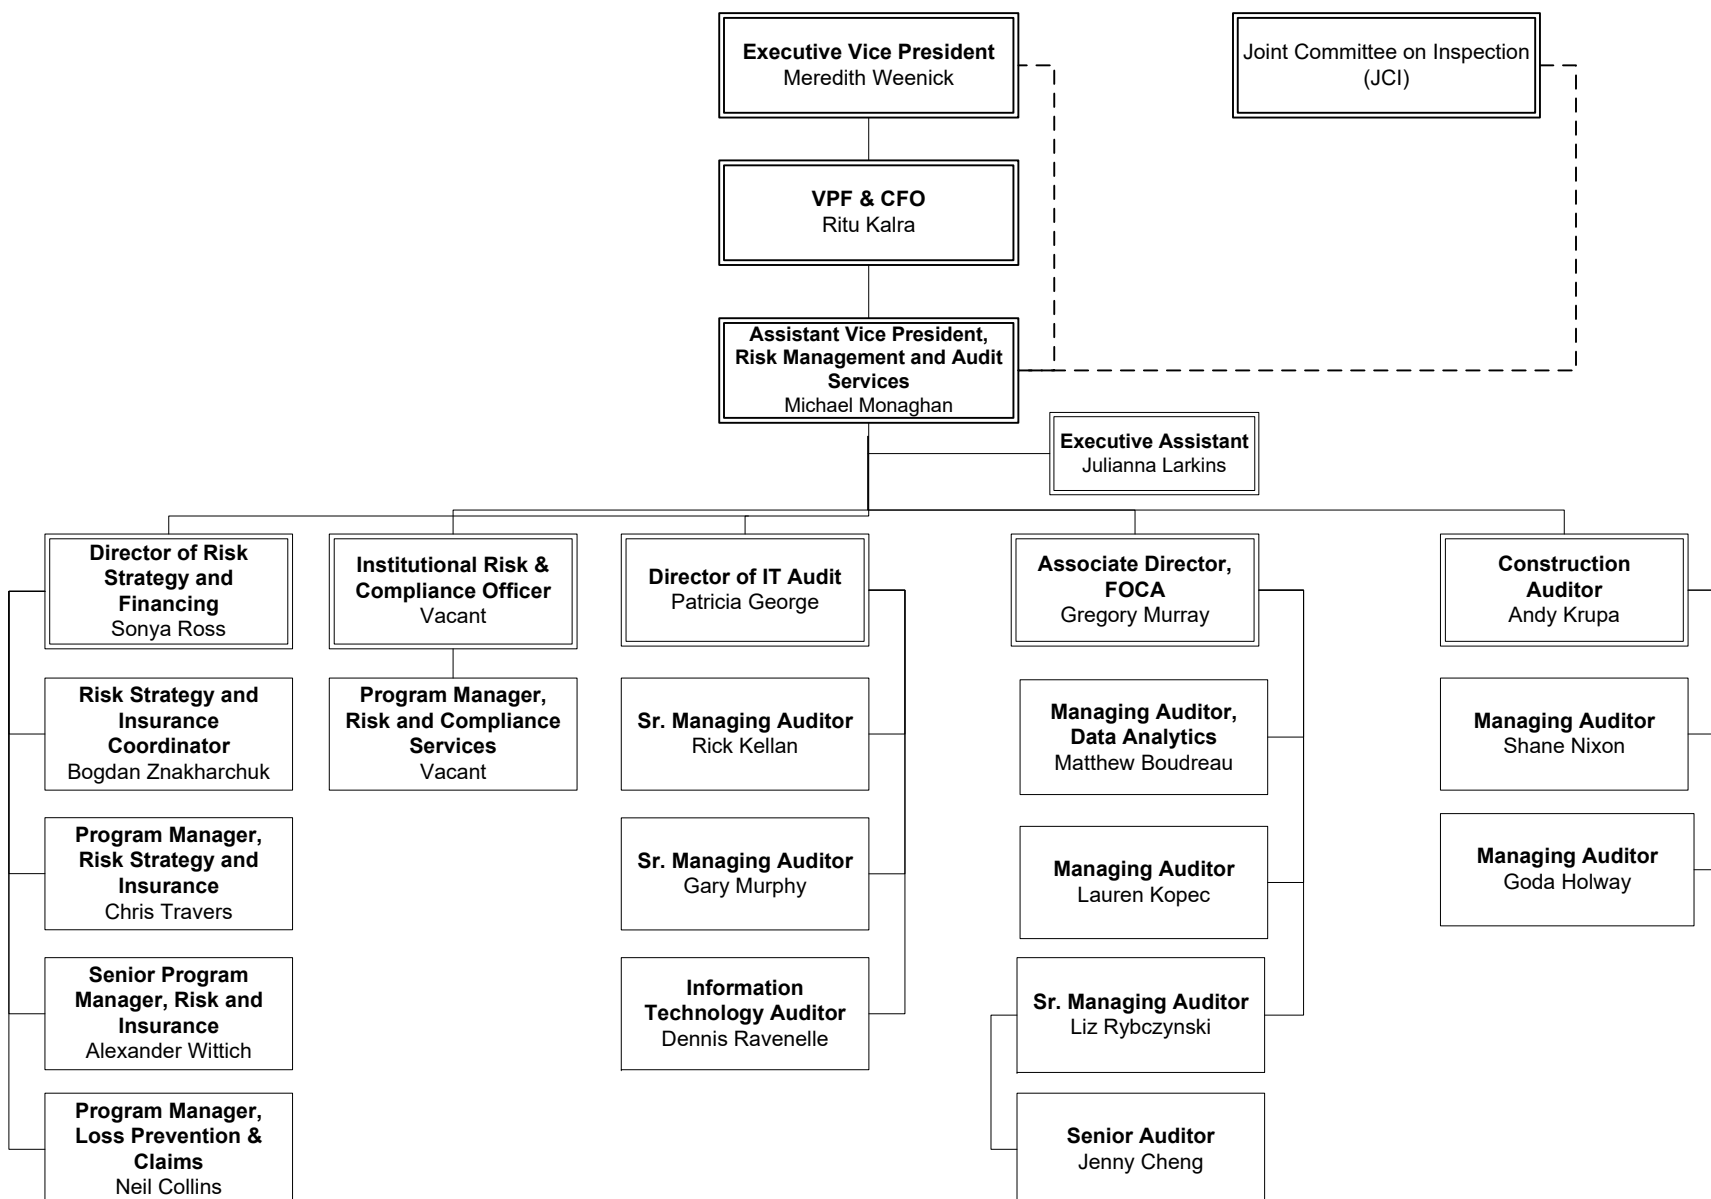 Executive Vice President
Meredith Weenick
Joint Committee on Inspection
(JCI)
VPF & CFO
Ritu Kalra
Assistant Vice President,
Risk Management and Audit
Services
Michael Monaghan
Executive Assistant
Julianna Larkins
Director of Risk
Strategy and
Financing
Sonya Ross
Institutional Risk &
Compliance Officer
Vacant
Director of IT Audit
Patricia George
Associate Director,
FOCA
Gregory Murray
Construction
Auditor
Andy Krupa
Risk Strategy and
Insurance
Coordinator
Bogdan Znakharchuk
Program Manager,
Risk and Compliance
Services
Vacant
Sr. Managing Auditor
Rick Kellan
Managing Auditor,
Data Analytics
Matthew Boudreau
Managing Auditor
Shane Nixon
Program Manager,
Risk Strategy and
Insurance
Chris Travers
Sr. Managing Auditor
Gary Murphy
Managing Auditor
Lauren Kopec
Managing Auditor
Goda Holway
Senior Program
Manager, Risk and
Insurance
Alexander Wittich
Information
Technology Auditor
Dennis Ravenelle
Sr. Managing Auditor
Liz Rybczynski
Program Manager,
Loss Prevention &
Claims
Neil Collins
Senior Auditor
Jenny Cheng